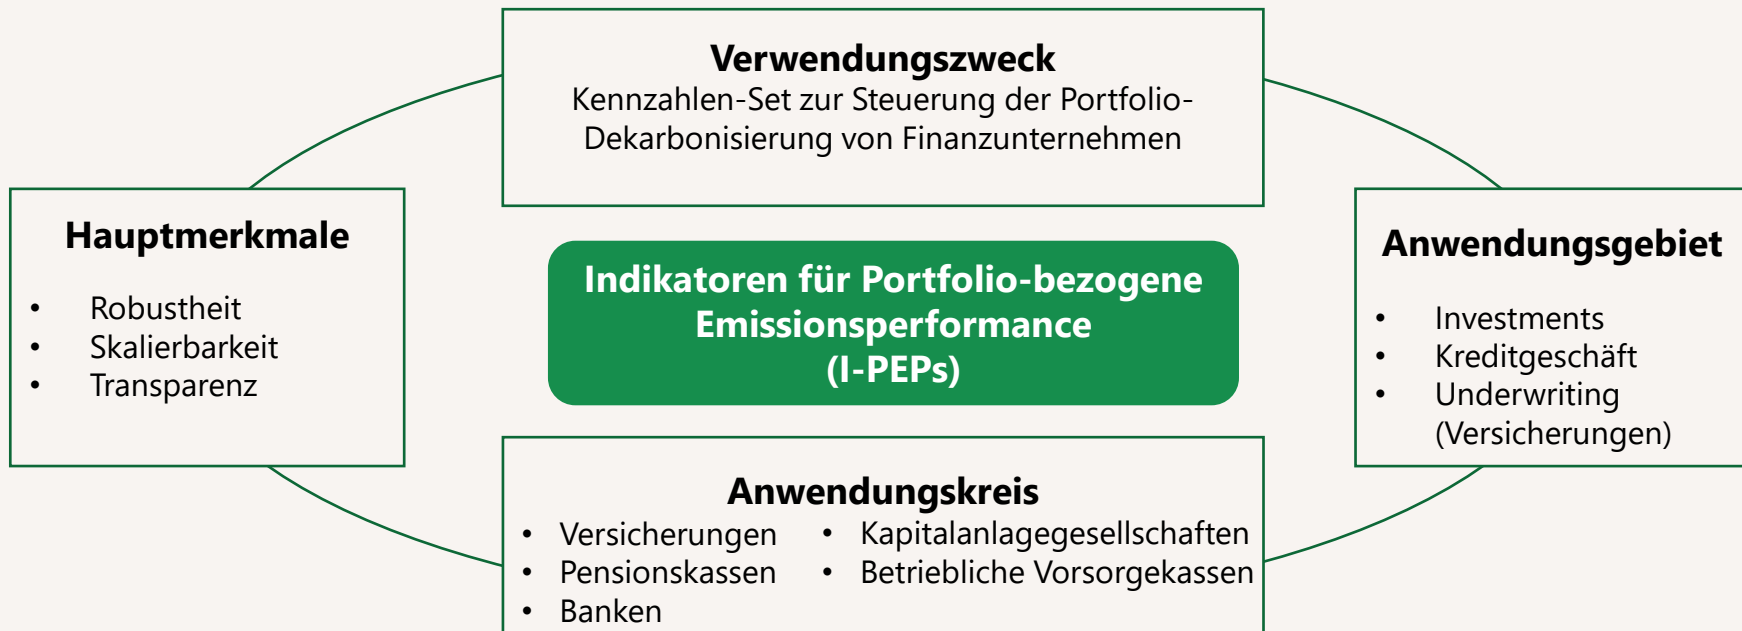 Verwendungszweck
Kennzahlen-Set zur Steuerung der Portfolio-
Dekarbonisierung von Finanzunternehmen
Hauptmerkmale
• Robustheit
• Skalierbarkeit
• Transparenz
Indikatoren für Portfolio-bezogene
Emissionsperformance
(I-PEPs)
Anwendungsgebiet
• Investments
• Kreditgeschäft
• Underwriting
(Versicherungen)
Anwendungskreis
• Versicherungen
• Pensionskassen
• Banken
• Kapitalanlagegesellschaften
• Betriebliche Vorsorgekassen